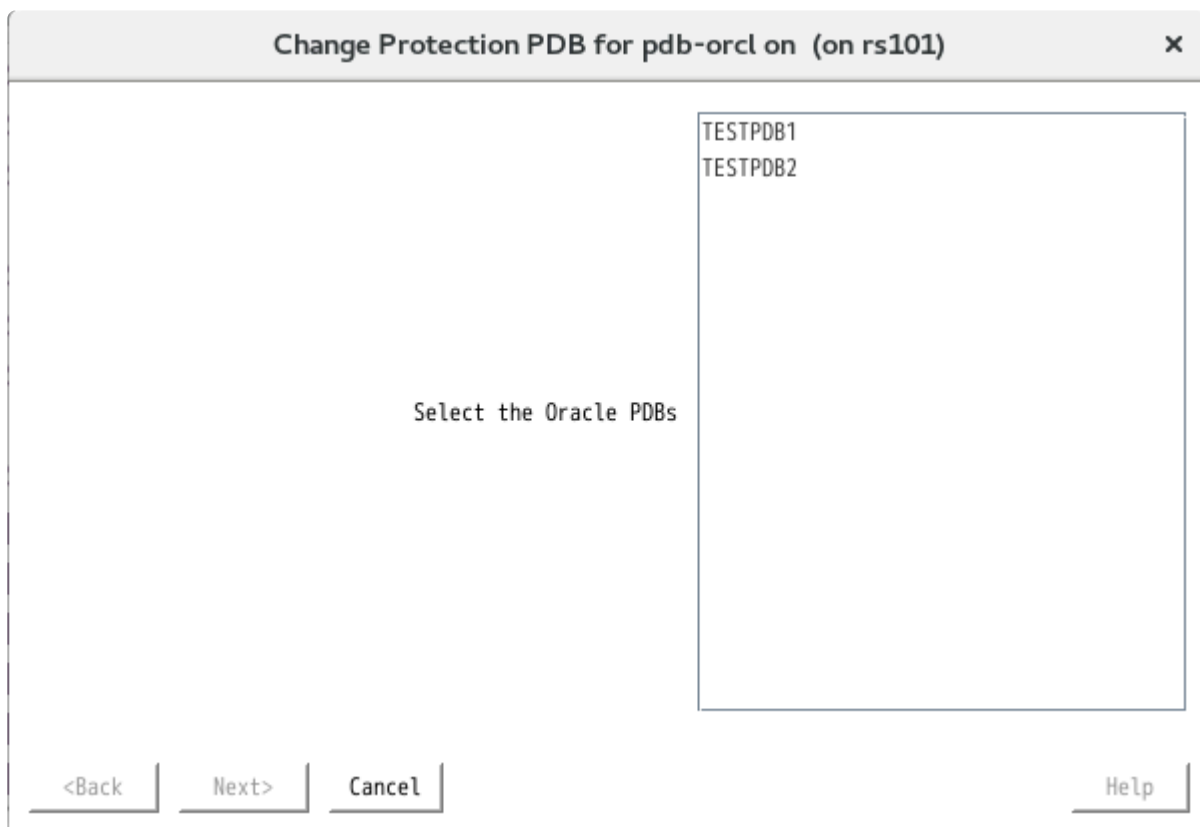 Change Protection PDB for pdb-orcl on (on rs101)
TESTPDB1
TESTPDB2
Select the Oracle PDBs
<Back Next> Cancel Help